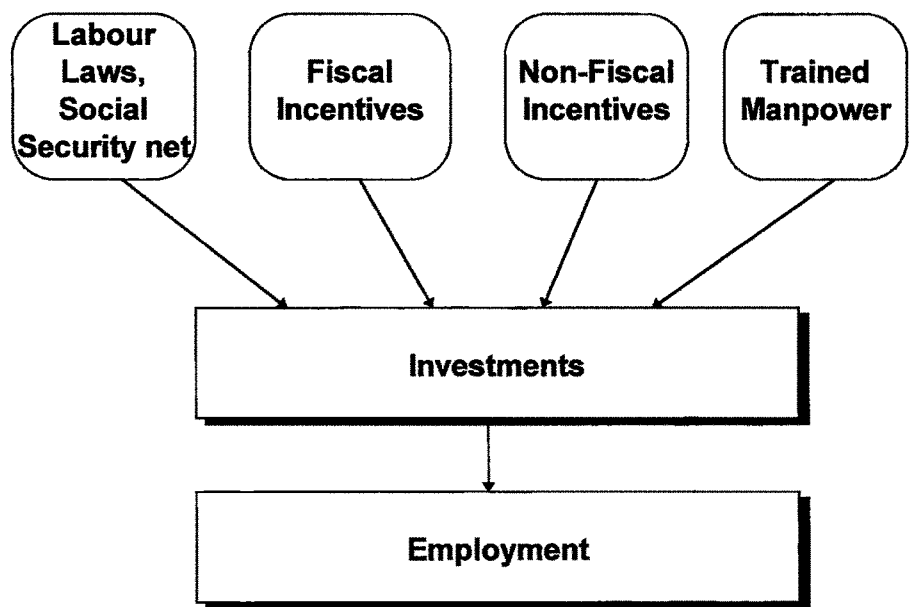 Labour
Laws,
Social
Security net
Fiscal
Incentives
Non-Fiscal
Incentives
Trained
Manpower
Investments
Employment